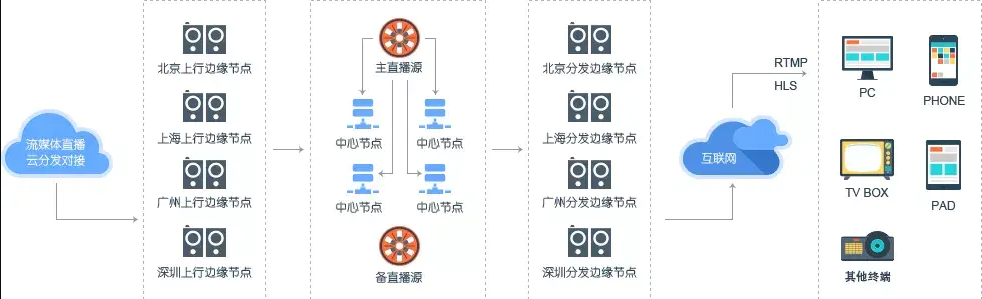 流媒体直播
云分发对接
北京上行边缘节点
上海上行边缘节点
广州上行边缘节点
深圳上行边缘节点
主直播源
中心节点
中心节点
中心节点
中心节点
备直播源
北京分发边缘节点
上海分发边缘节点
广州分发边缘节点
深圳分发边缘节点
互联网
RTMP
HLS
PC
PHONE
TV BOX
PAD
其他终端